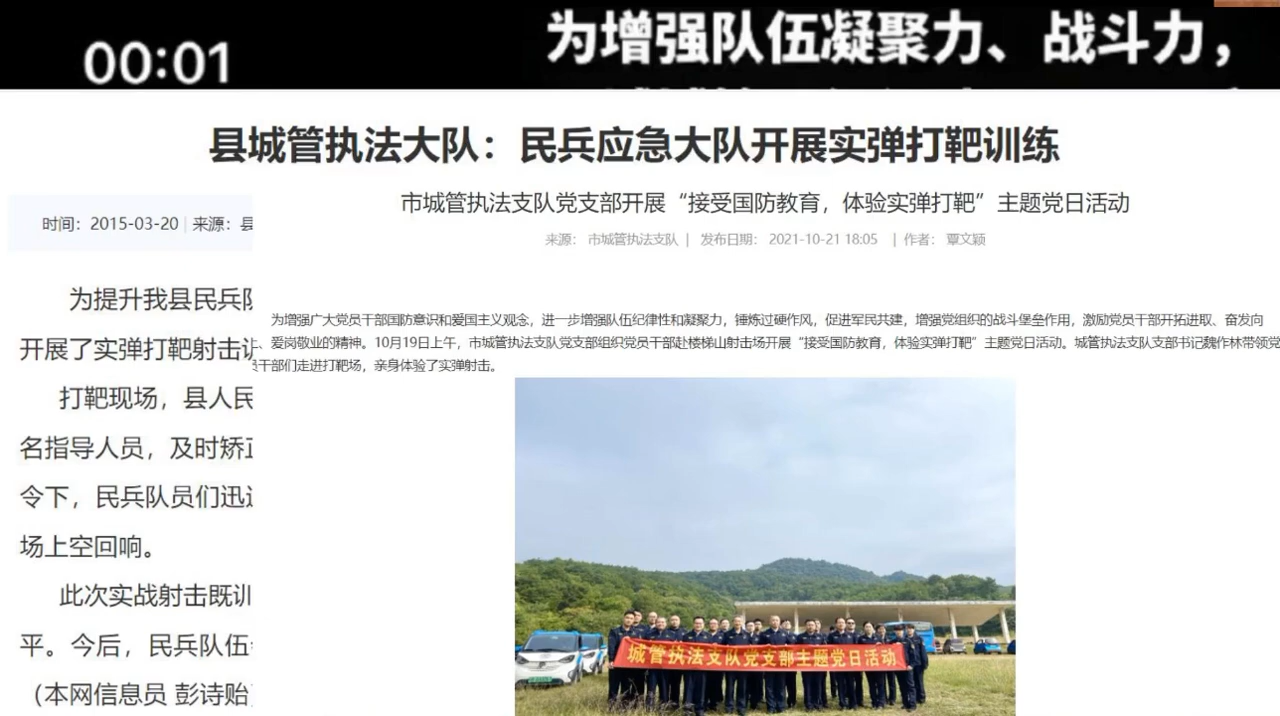 00:01
为增强队伍凝聚力、战斗力，
县城管执法大队：民兵应急大队开展实弹打靶训练
市城管执法支队党支部开展“接受国防教育，体验实弹打靶”主题党日活动
时间：2015-03-20 来源：县
来源： 市城管执法支队 | 发布日期： 2021-10-21 18:05 | 作者： 覃文颖
为提升我县民兵队
开展了实弹打靶射击训
打靶现场，县人民
名指导人员，及时矫正
令下，民兵队员们迅速
场上空回响。
此次实战射击既训
平。今后，民兵队伍
（本网信息员 彭诗贻
为增强广大党员干部国防意识和爱国主义观念，进一步增强队伍纪律性和凝聚力，锤炼过硬作风，促进军民共建，增强党组织的战斗堡垒作用，激励党员干部开拓进取、奋发向
上、爱岗敬业的精神。10月19日上午，市城管执法支队党支部组织党员干部赴楼梯山射击场开展“接受国防教育，体验实弹打靶”主题党日活动。城管执法支队支部书记魏作林带领党
员干部们走进打靶场，亲身体验了实弹射击。
城管执法支队党支部主题党日活动